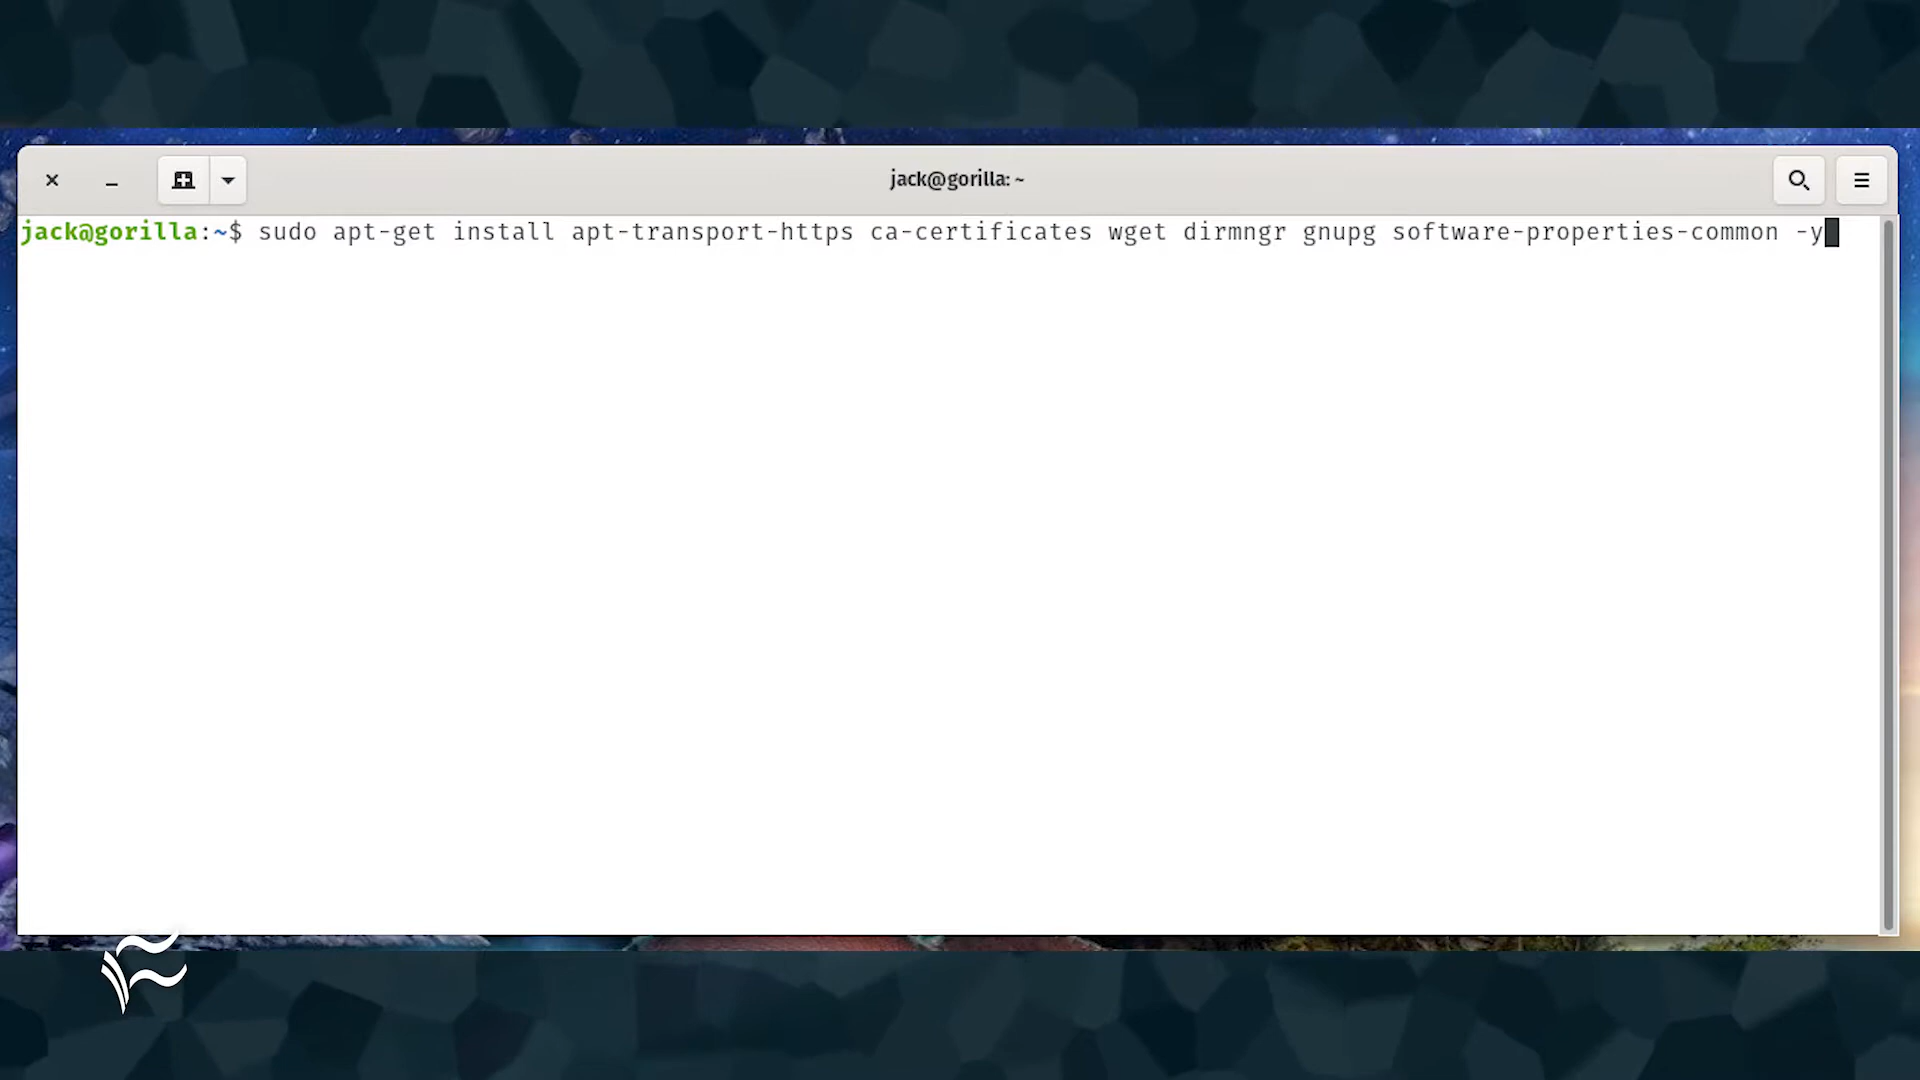 jack@gorilla: ~
jack@gorilla:~$ sudo apt-get install apt-transport-https ca-certificates wget dirmngr gnupg software-properties-common -y